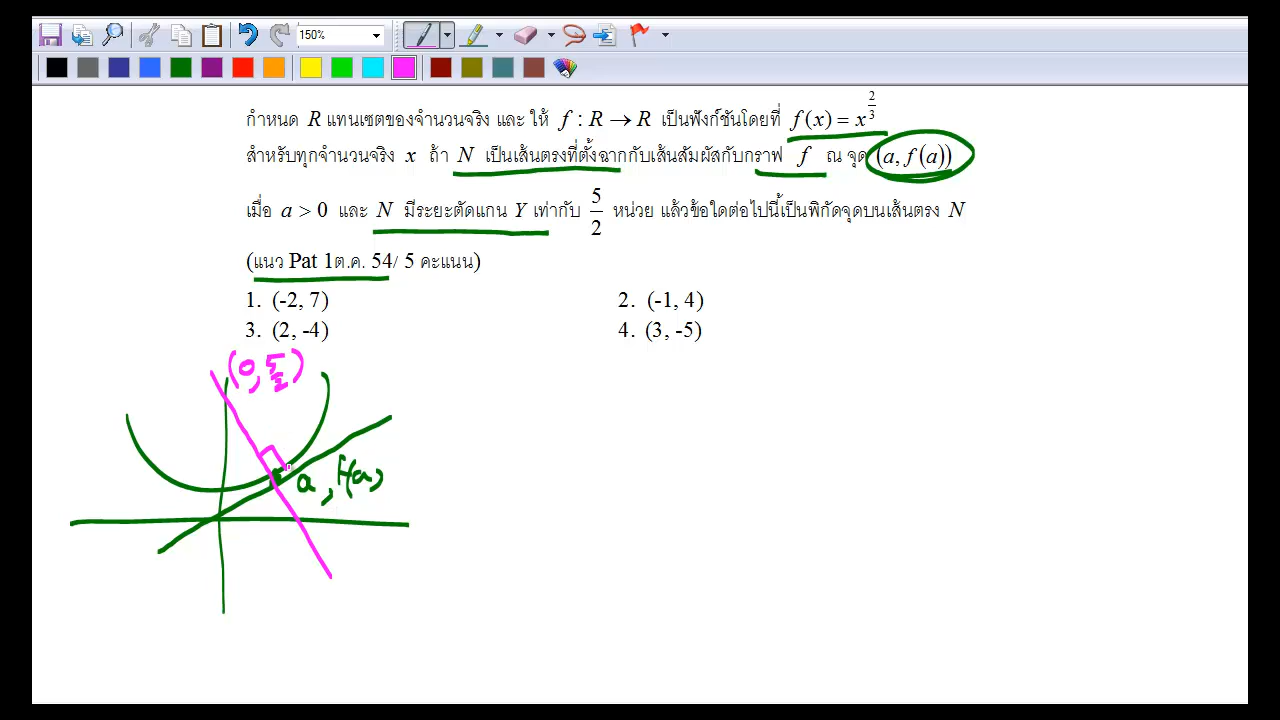 150%
กำหนด R แทนเซตของจำนวนจริง และ ให้ f : R → R เป็นฟังก์ชันโดยที่ f(x) = x^{2/3}
สำหรับทุกจำนวนจริง x ถ้า N เป็นเส้นตรงที่ตั้งฉากกับเส้นสัมผัสกับกราฟ f ณ จุด (a, f(a))
เมื่อ a > 0 และ N มีระยะตัดแกน Y เท่ากับ 5/2 หน่วย แล้วข้อใดต่อไปนี้เป็นพิกัดจุดบนเส้นตรง N
(แนว Pat 1ต.ค. 54/ 5 คะแนน)
1. (-2, 7) 2. (-1, 4)
3. (2, -4) 4. (3, -5)
(0, 5/2)
a, f(a)